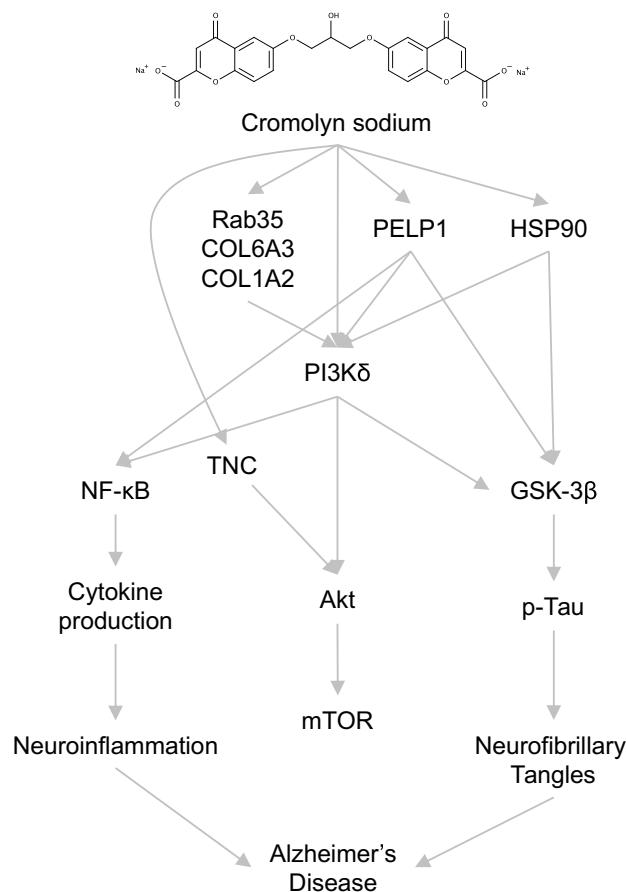 O
OH
O
O
O
O
Na⁺
O⁻
O
O
O
O
O⁻
Na⁺
O
Cromolyn sodium
Rab35
COL6A3
COL1A2
PELP1
HSP90
PI3Kδ
NF-κB
TNC
GSK-3β
Cytokine
production
Akt
p-Tau
mTOR
Neuroinflammation
Neurofibrillary
Tangles
Alzheimer’s
Disease